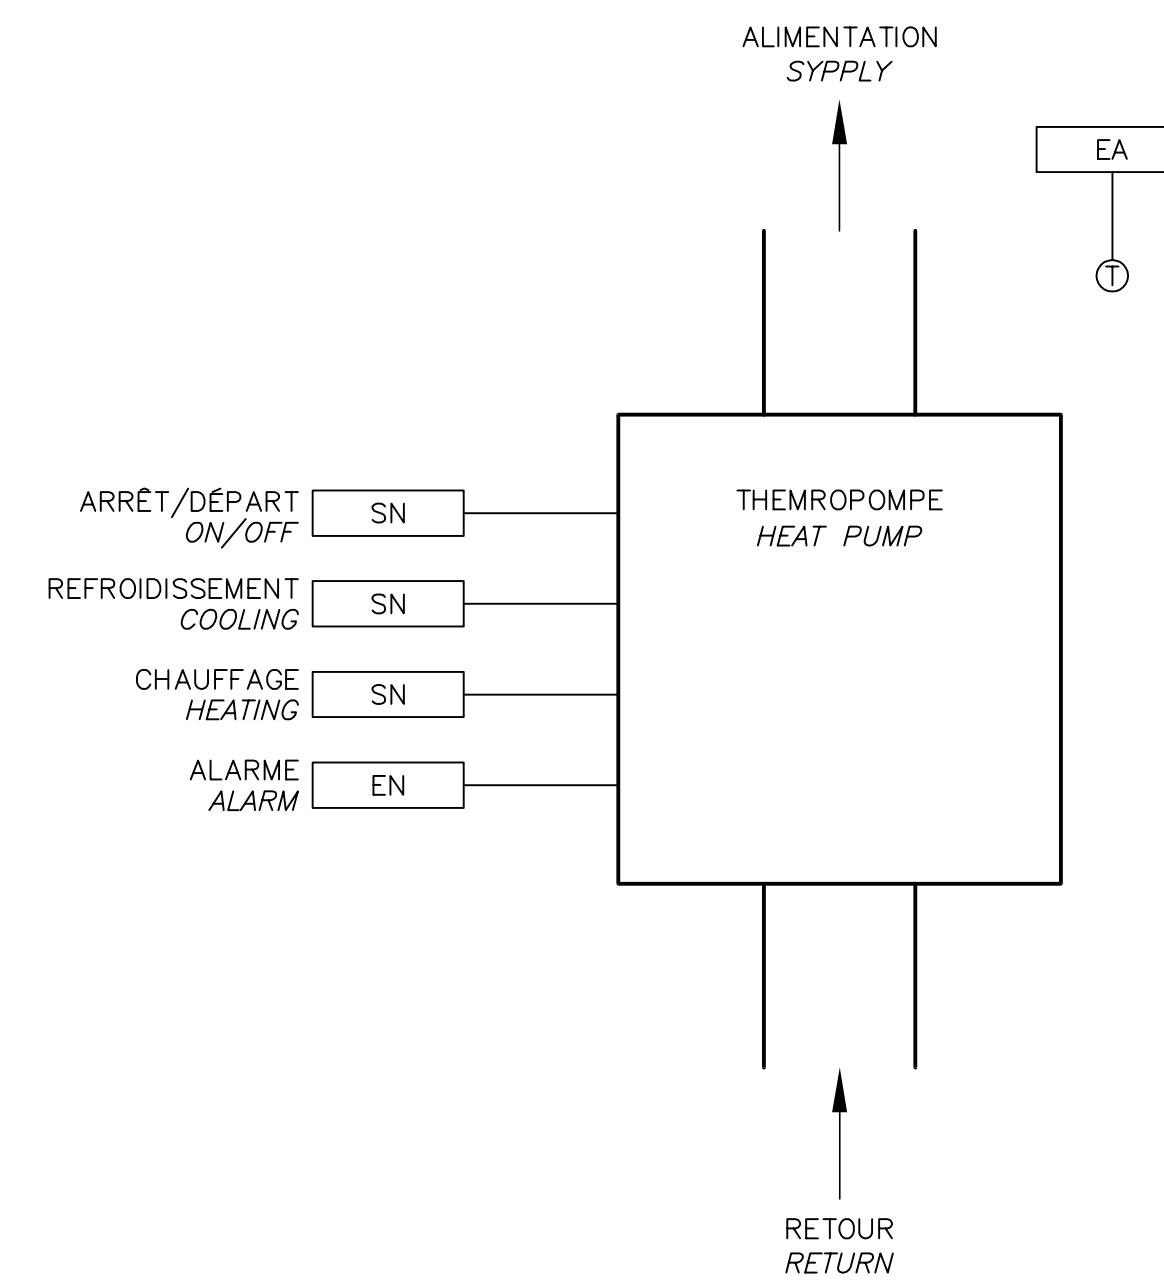 ALIMENTATION
SYPPLY
EA
T
ARRÊT/DÉPART
ON/OFF
SN
THEMROPOMPE
HEAT PUMP
REFROIDISSEMENT
COOLING
SN
CHAUFFAGE
HEATING
SN
ALARME
ALARM
EN
RETOUR
RETURN